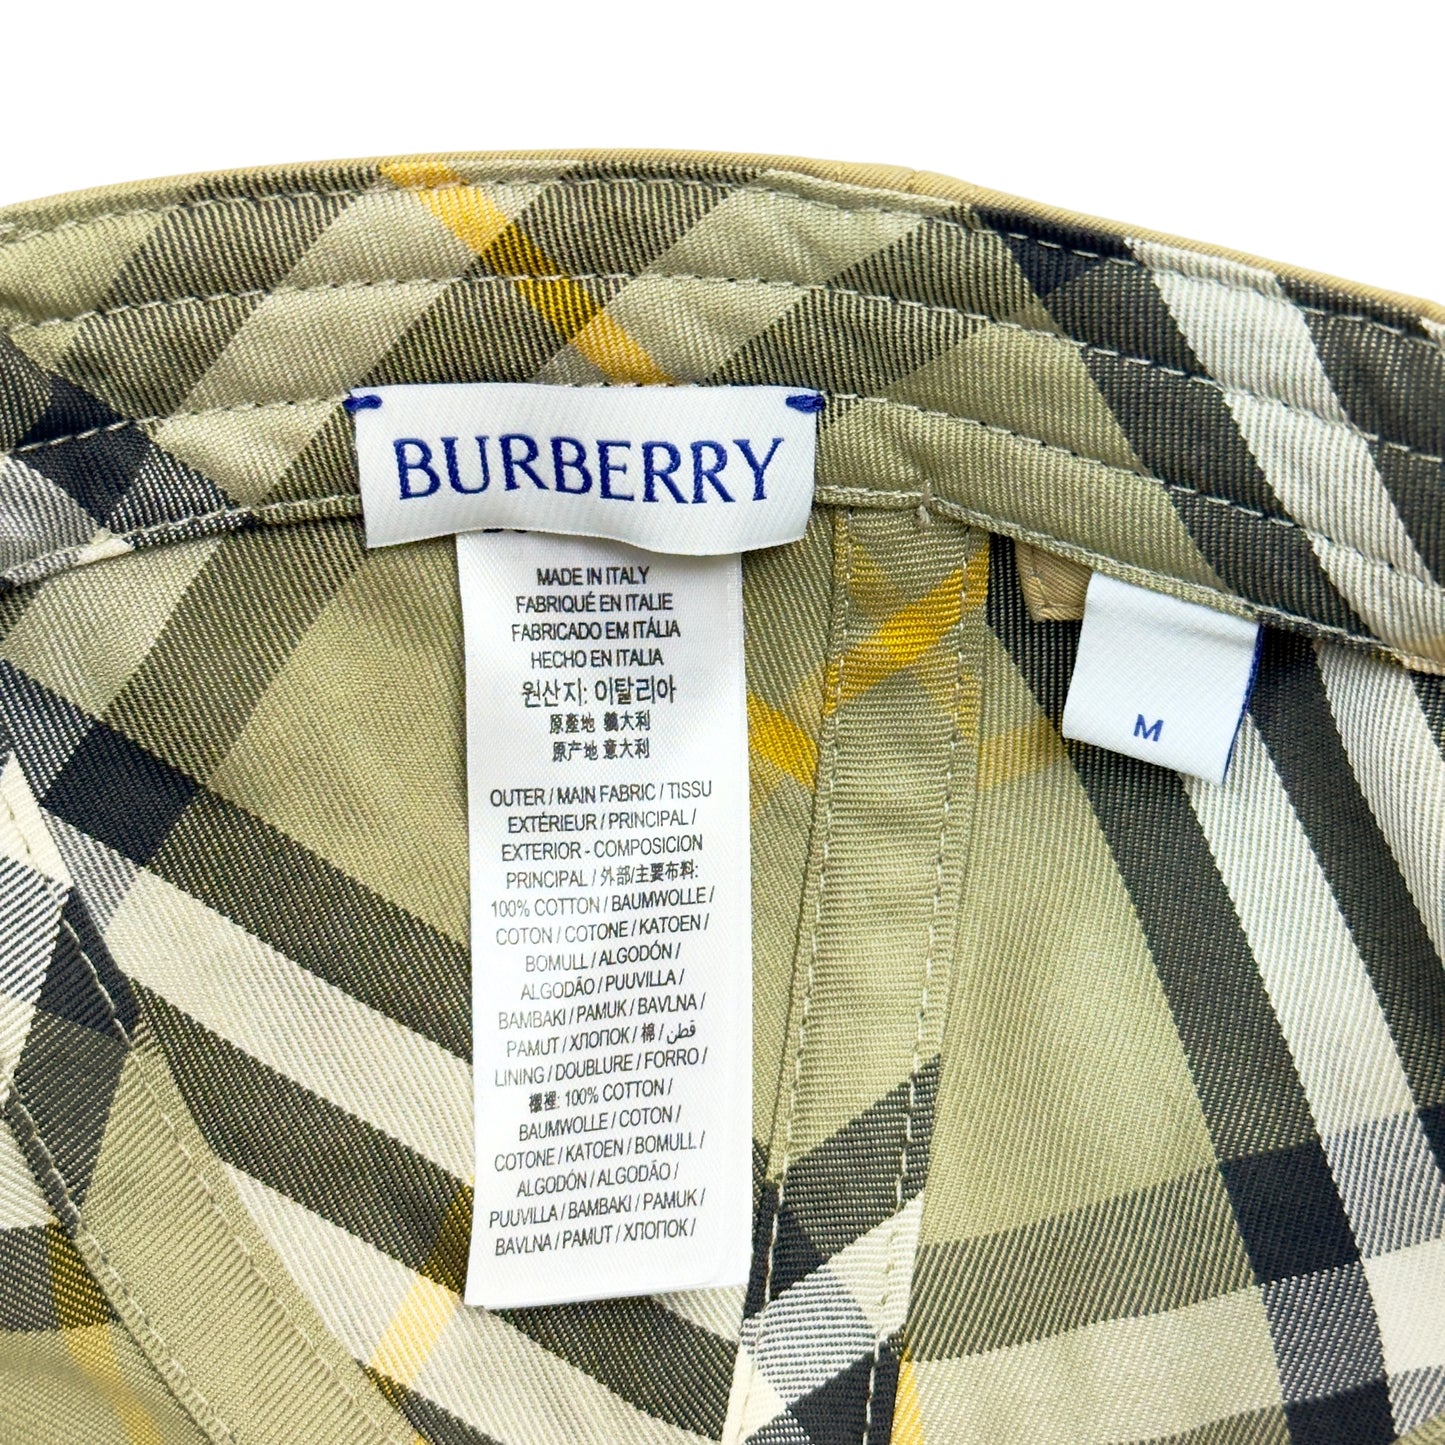 BURBERRY
MADE IN ITALY
FABRIQUÉ EN ITALIE
FABRICADO EM ITÁLIA
HECHO EN ITALIA
원산지: 이탈리아
原產地 義大利
原产地 意大利
OUTER / MAIN FABRIC / TISSU
EXTÉRIEUR / PRINCIPAL /
EXTERIOR - COMPOSICION
PRINCIPAL / 外部/主要布料:
100% COTTON / BAUMWOLLE /
COTON / COTONE / KATOEN /
BOMULL / ALGODÓN /
ALGODÃO / PUUVILLA /
BAMBAKI / PAMUK / BAVLNA /
PAMUT / ХЛОПОК / 棉 / قطن /
LINING / DOUBLURE / FORRO /
襯裡: 100% COTTON /
BAUMWOLLE / COTON /
COTONE / KATOEN / BOMULL /
ALGODÓN / ALGODÃO /
PUUVILLA / BAMBAKI / PAMUK /
BAVLNA / PAMUT / ХЛОПОК /
M